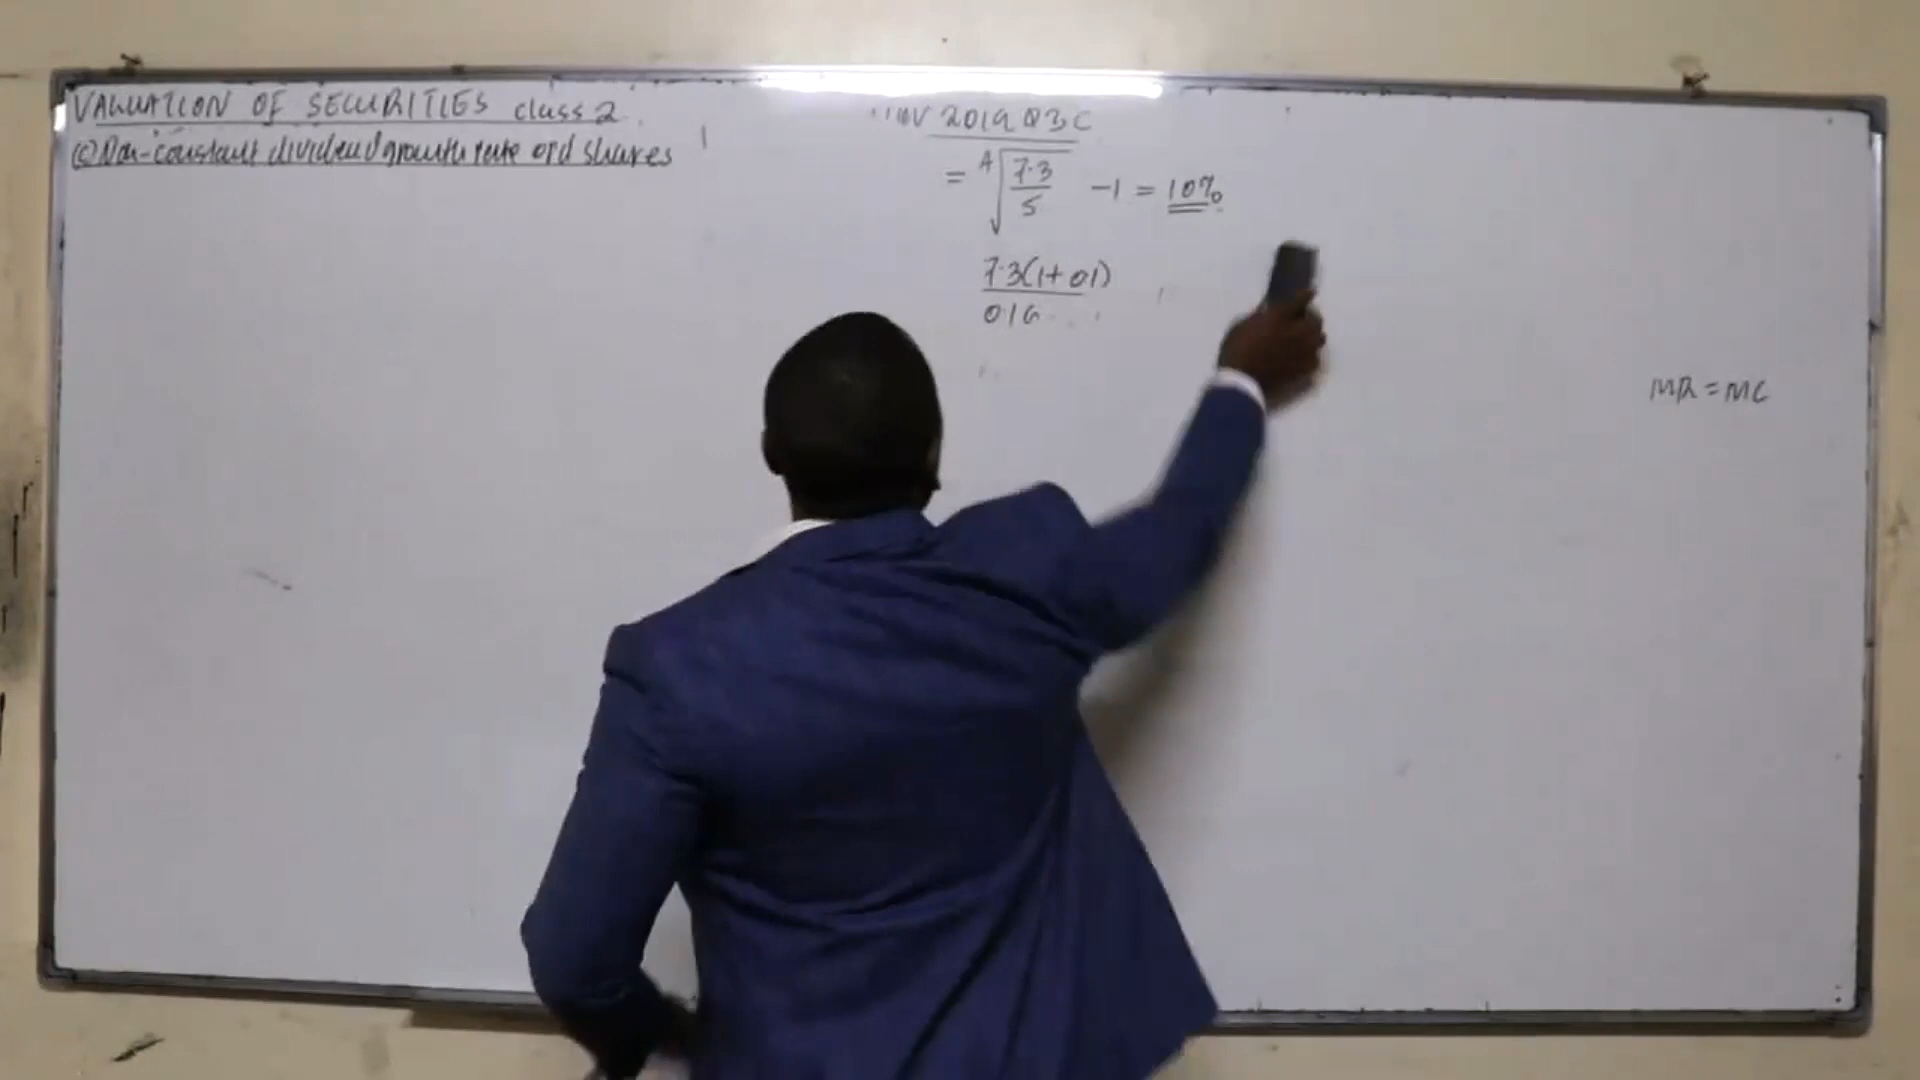 VALUATION OF SECURITIES class 2
(c) Non-constant dividend growth rate ord shares
NOV 2019 Q3C
= 4√(7.3/5) -1 = 10%
7.3(1+0.1)
0.1
MR = MC